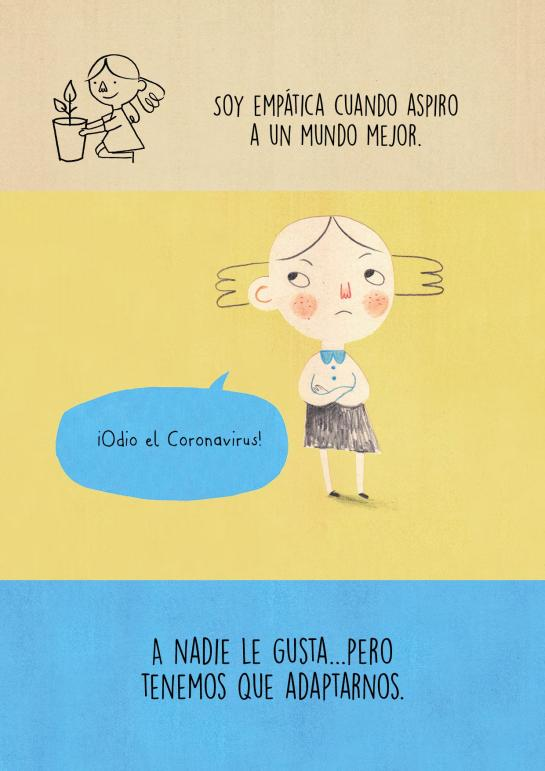 SOY EMPÁTICA CUANDO ASPIRO
A UN MUNDO MEJOR.
¡Odio el Coronavirus!
A NADIE LE GUSTA...PERO
TENEMOS QUE ADAPTARNOS.